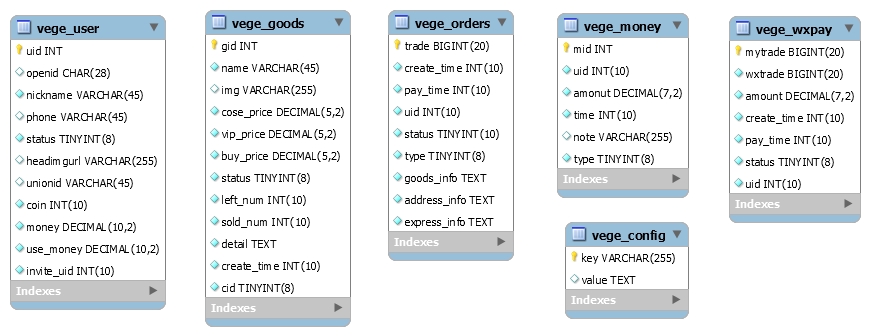 vege_user
uid INT
openid CHAR(28)
nickname VARCHAR(45)
phone VARCHAR(45)
status TINYINT(8)
headimgurl VARCHAR(255)
unionid VARCHAR(45)
coin INT(10)
money DECIMAL(10,2)
use_money DECIMAL(10,2)
invite_uid INT(10)
Indexes
vege_goods
gid INT
name VARCHAR(45)
img VARCHAR(255)
cose_price DECIMAL(5,2)
vip_price DECIMAL(5,2)
buy_price DECIMAL(5,2)
status TINYINT(8)
left_num INT(10)
sold_num INT(10)
detail TEXT
create_time INT(10)
cid TINYINT(8)
Indexes
vege_orders
trade BIGINT(20)
create_time INT(10)
pay_time INT(10)
uid INT(10)
status TINYINT(10)
type TINYINT(8)
goods_info TEXT
address_info TEXT
express_info TEXT
Indexes
vege_money
mid INT
uid INT(10)
amonut DECIMAL(7,2)
time INT(10)
note VARCHAR(255)
type TINYINT(8)
Indexes
vege_config
key VARCHAR(255)
value TEXT
Indexes
vege_wxpay
mytrade BIGINT(20)
wxtrade BIGINT(20)
amount DECIMAL(7,2)
create_time INT(10)
pay_time INT(10)
status TINYINT(8)
uid INT(10)
Indexes